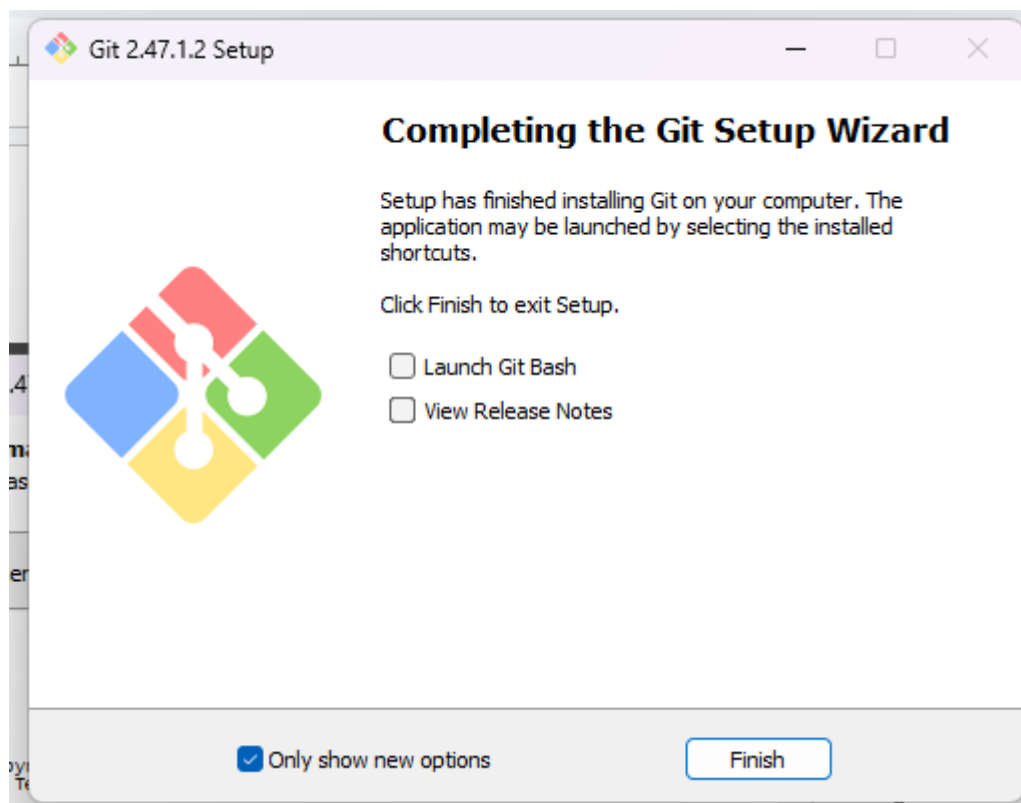 Git 2.47.1.2 Setup
Completing the Git Setup Wizard
Setup has finished installing Git on your computer. The
application may be launched by selecting the installed
shortcuts.
Click Finish to exit Setup.
Launch Git Bash
View Release Notes
Only show new options
Finish